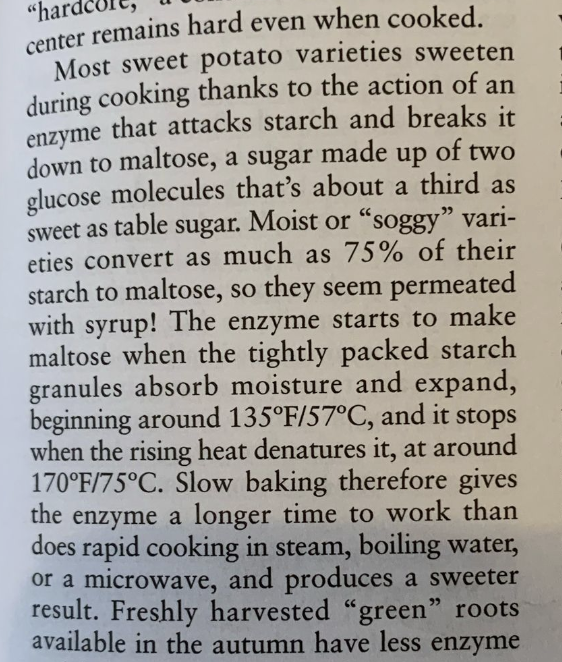 "hardcore,"
center remains hard even when cooked.
Most sweet potato varieties sweeten
during cooking thanks to the action of an
enzyme that attacks starch and breaks it
down to maltose, a sugar made up of two
glucose molecules that's about a third as
sweet as table sugar. Moist or "soggy" vari-
eties convert as much as 75% of their
starch to maltose, so they seem permeated
with syrup! The enzyme starts to make
maltose when the tightly packed starch
granules absorb moisture and expand,
beginning around 135ºF/57ºC, and it stops
when the rising heat denatures it, at around
170ºF/75ºC. Slow baking therefore gives
the enzyme a longer time to work than
does rapid cooking in steam, boiling water,
or a microwave, and produces a sweeter
result. Freshly harvested "green" roots
available in the autumn have less enzyme